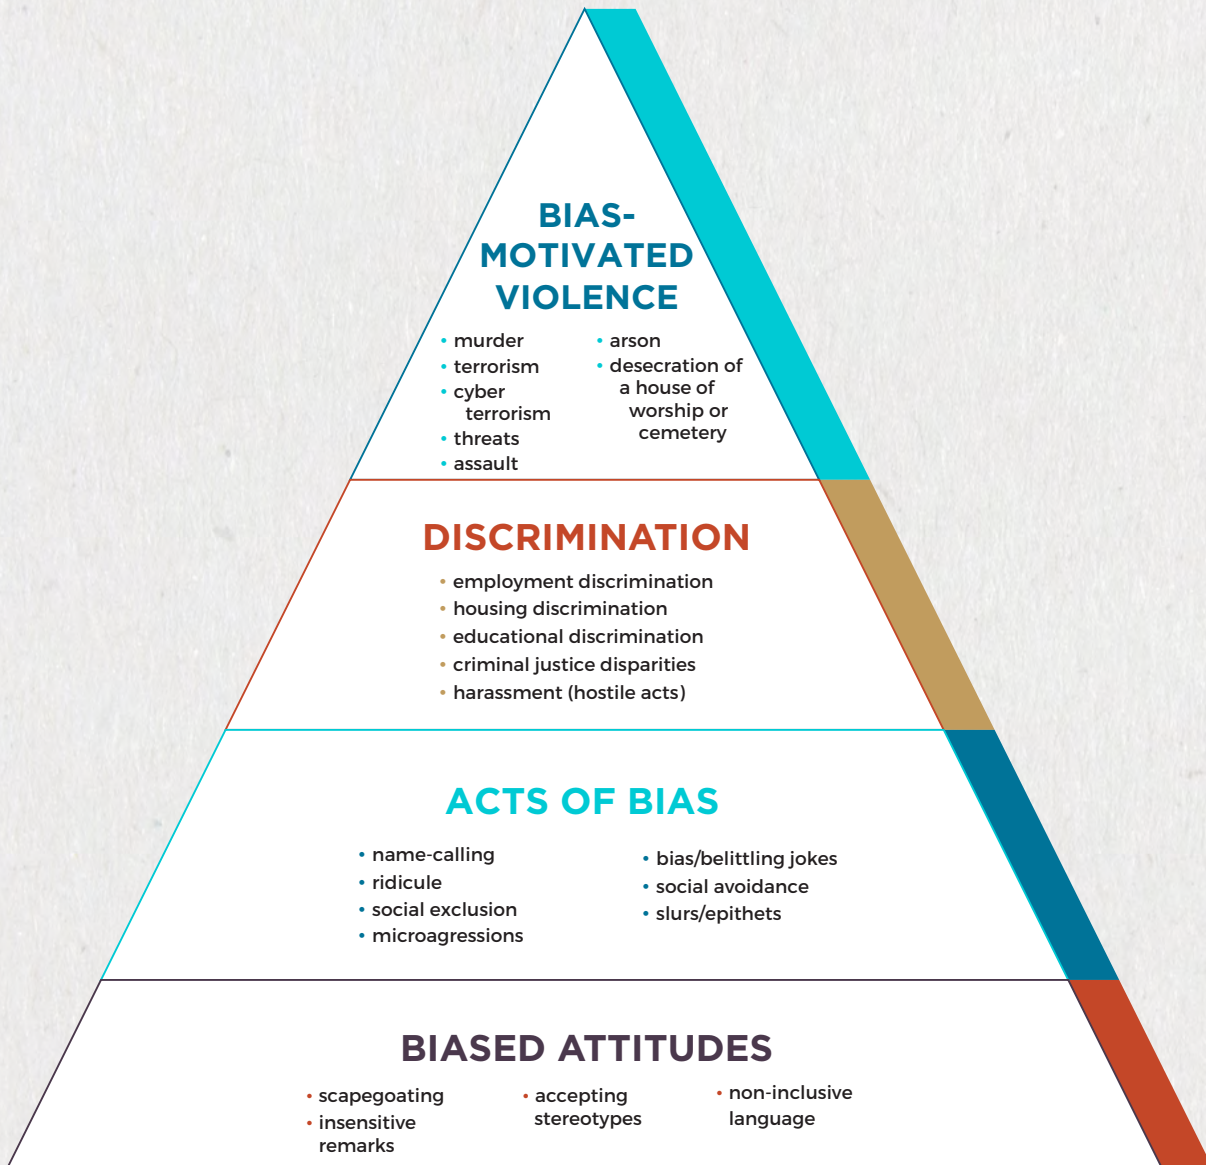 BIAS-
MOTIVATED
VIOLENCE
• murder
• terrorism
• cyber
terrorism
• threats
• assault
• arson
• desecration of
a house of
worship or
cemetery
DISCRIMINATION
• employment discrimination
• housing discrimination
• educational discrimination
• criminal justice disparities
• harassment (hostile acts)
ACTS OF BIAS
• name-calling
• ridicule
• social exclusion
• microagressions
• bias/belittling jokes
• social avoidance
• slurs/epithets
BIASED ATTITUDES
• scapegoating
• insensitive
remarks
• accepting
stereotypes
• non-inclusive
language